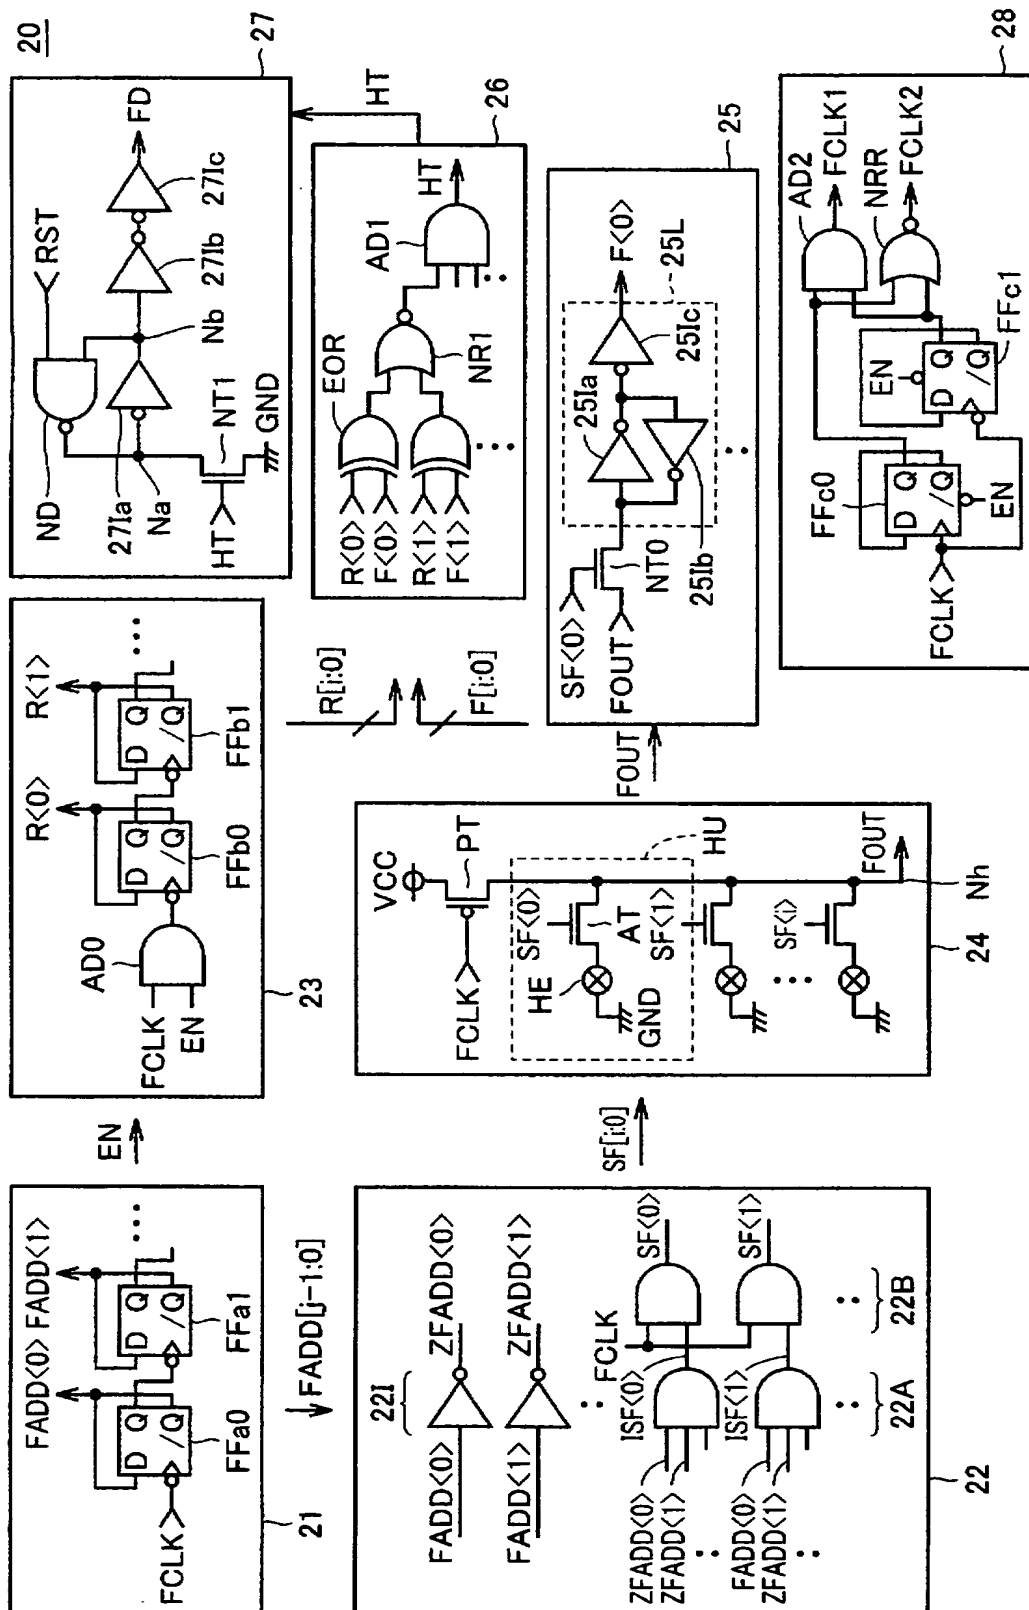 20
21
FADD<0>
FADD<1>
D
Q
/Q
D
Q
/Q
FFa0
FFa1
FCLK
EN
23
R<0>
R<1>
AD0
FCLK
EN
D
Q
/Q
D
Q
/Q
FFb0
FFb1
27
RST
ND
Nb
FD
27Ia
27Ib
27Ic
Na
HT
NT1
GND
HT
FADD[j-1:0]
R[i:0]
F[i:0]
26
EOR
R<0>
F<0>
R<1>
F<1>
NR1
AD1
HT
22
22I
FADD<0>
ZFADD<0>
FADD<1>
ZFADD<1>
FCLK
ISF<0>
SF<0>
ISF<1>
SF<1>
ZFADD<0>
ZFADD<1>
FADD<0>
ZFADD<1>
22A
22B
SF[i:0]
24
VCC
PT
FCLK
HU
SF<0>
AT
HE
GND
SF<1>
SF<i>
FOUT
Nh
FOUT
25
SF<0>
FOUT
NT0
25Ia
25Ib
25Ic
25L
F<0>
28
FFc0
D
Q
/Q
EN
FCLK
EN
D
Q
/Q
FFc1
AD2
FCLK1
NRR
FCLK2